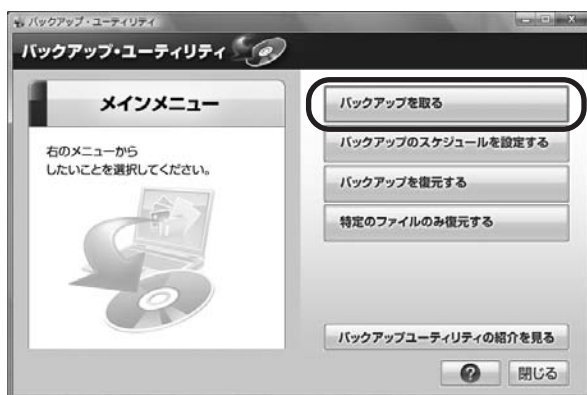 バックアップ・ユーティリティ
バックアップ・ユーティリティ
メインメニュー
右のメニューから
したいことを選択してください。
バックアップを取る
バックアップのスケジュールを設定する
バックアップを復元する
特定のファイルのみ復元する
バックアップユーティリティの紹介を見る
?
閉じる